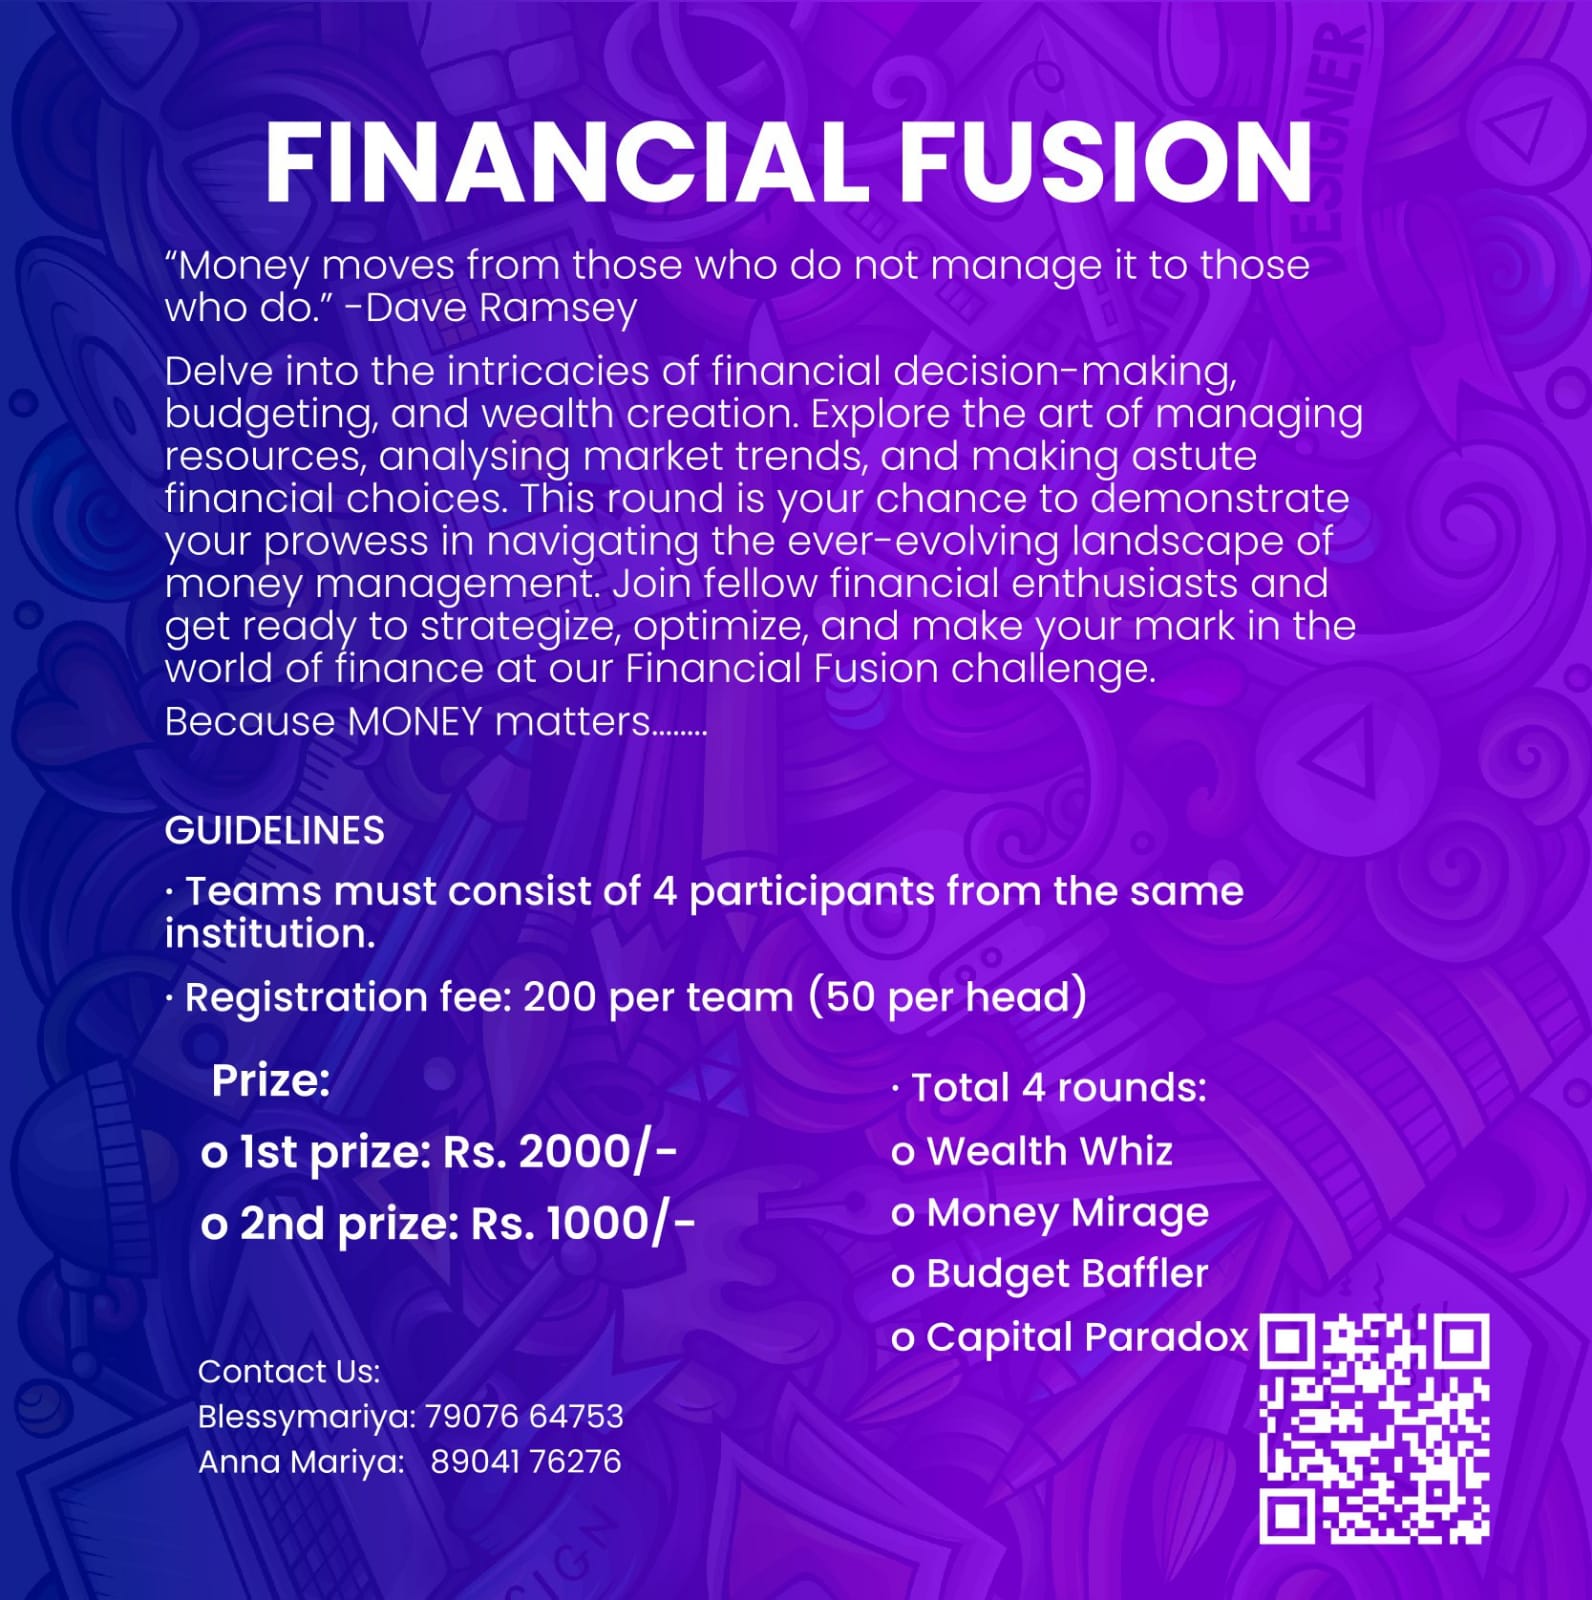 DESIGNER
FINANCIAL FUSION
“Money moves from those who do not manage it to those
who do.” -Dave Ramsey
Delve into the intricacies of financial decision-making,
budgeting, and wealth creation. Explore the art of managing
resources, analysing market trends, and making astute
financial choices. This round is your chance to demonstrate
your prowess in navigating the ever-evolving landscape of
money management. Join fellow financial enthusiasts and
get ready to strategize, optimize, and make your mark in the
world of finance at our Financial Fusion challenge.
Because MONEY matters........
GUIDELINES
· Teams must consist of 4 participants from the same
institution.
· Registration fee: 200 per team (50 per head)
Prize:
o 1st prize: Rs. 2000/-
o 2nd prize: Rs. 1000/-
· Total 4 rounds:
o Wealth Whiz
o Money Mirage
o Budget Baffler
o Capital Paradox
Contact Us:
Blessymariya: 79076 64753
Anna Mariya: 89041 76276